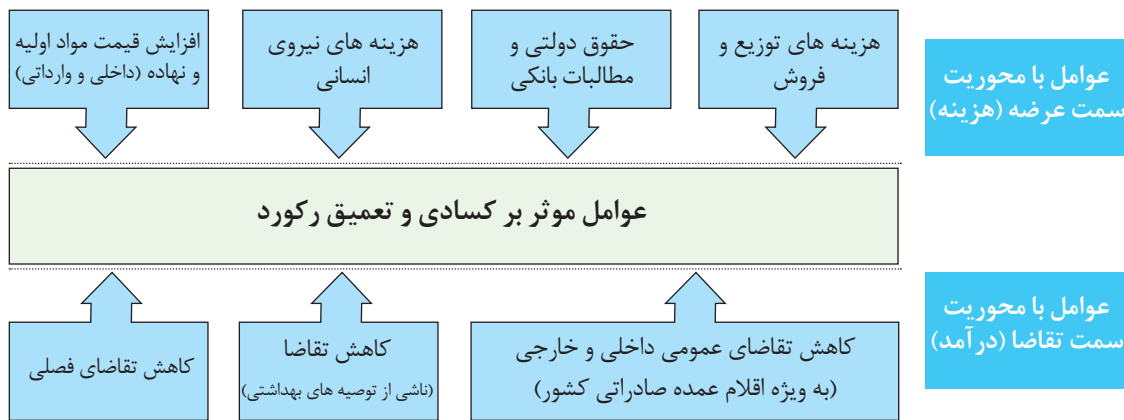 عوامل با محوریت
سمت عرضه (هزینه)
هزینه های توزیع و
فروش
حقوق دولتی و
مطالبات بانکی
هزینه های نیروی
انسانی
افزایش قیمت مواد اولیه
و نهاده (داخلی و وارداتی)
عوامل موثر بر کسادی و تعمیق رکورد
عوامل با محوریت
سمت تقاضا (درآمد)
کاهش تقاضای عمومی داخلی و خارجی
(به ویژه اقلام عمده صادراتی کشور)
کاهش تقاضا
(ناشی از توصیه های بهداشتی)
کاهش تقاضای فصلی